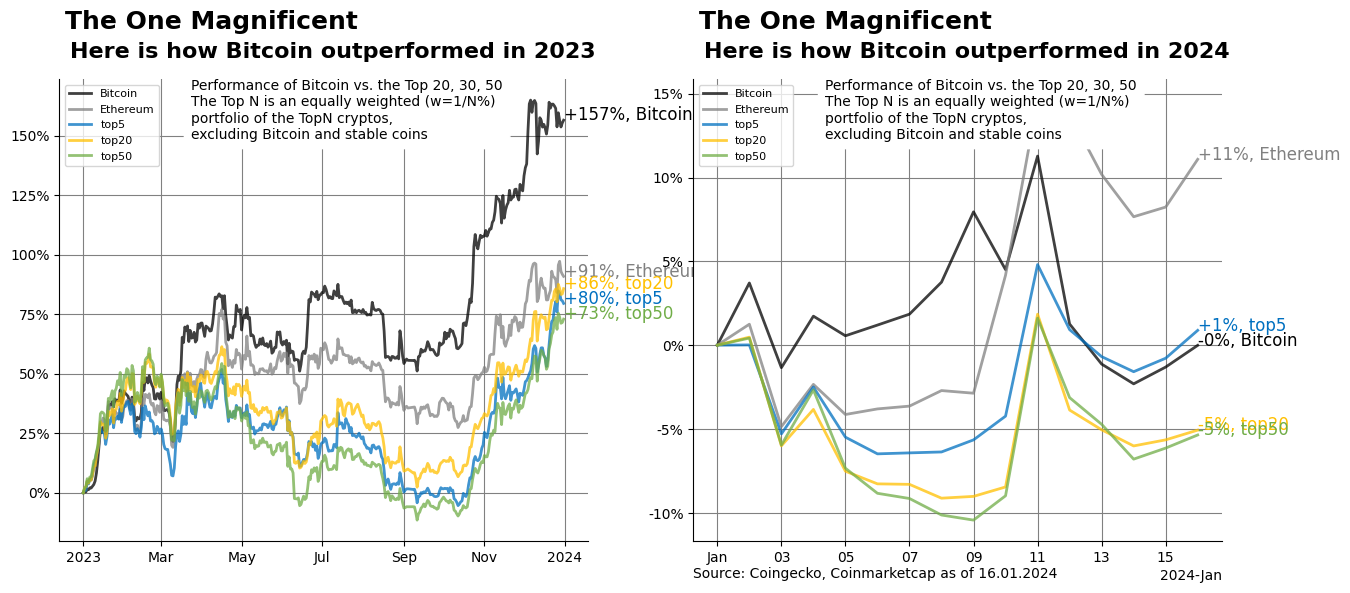 The One Magnificent
Here is how Bitcoin outperformed in 2023
Performance of Bitcoin vs. the Top 20, 30, 50
The Top N is an equally weighted (w=1/N%)
portfolio of the TopN cryptos,
excluding Bitcoin and stable coins
Bitcoin
Ethereum
top5
top20
top50
150%
125%
100%
75%
50%
25%
0%
+157%, Bitcoin
+91%, Ethereum
+86%, top20
+80%, top5
+73%, top50
2023
Mar
May
Jul
Sep
Nov
2024
The One Magnificent
Here is how Bitcoin outperformed in 2024
Performance of Bitcoin vs. the Top 20, 30, 50
The Top N is an equally weighted (w=1/N%)
portfolio of the TopN cryptos,
excluding Bitcoin and stable coins
Bitcoin
Ethereum
top5
top20
top50
15%
10%
5%
0%
-5%
-10%
+11%, Ethereum
+1%, top5
-0%, Bitcoin
-5%, top20
-5%, top50
Jan
03
05
07
09
11
13
15
2024-Jan
Source: Coingecko, Coinmarketcap as of 16.01.2024